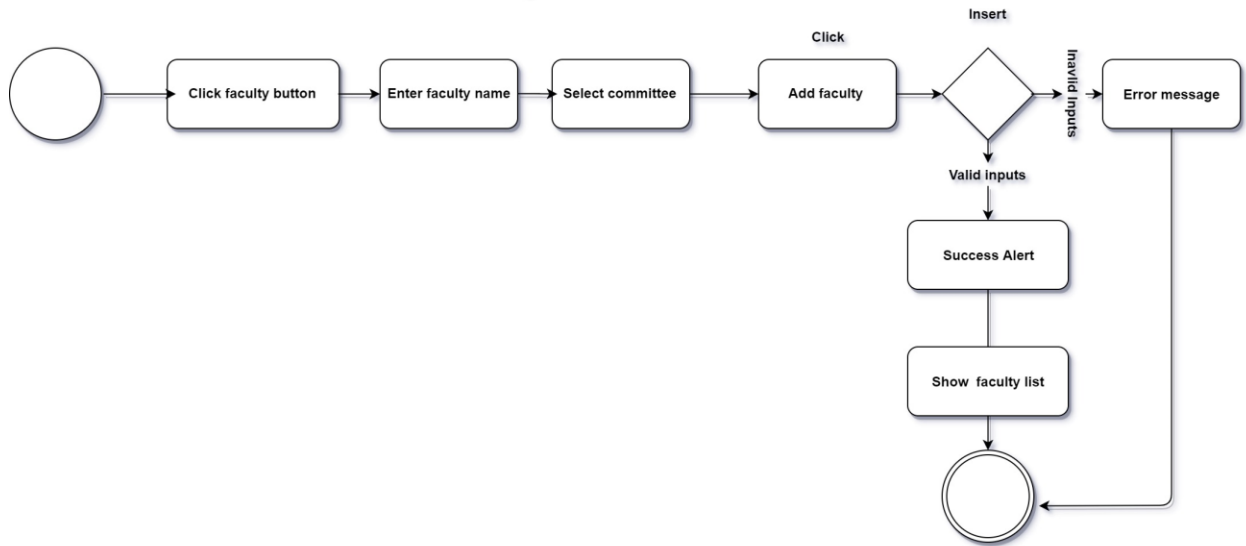 Insert
Click
Click faculty button
Enter faculty name
Select committee
Add faculty
Inavlid Inputs
Error message
Valid inputs
Success Alert
Show faculty list